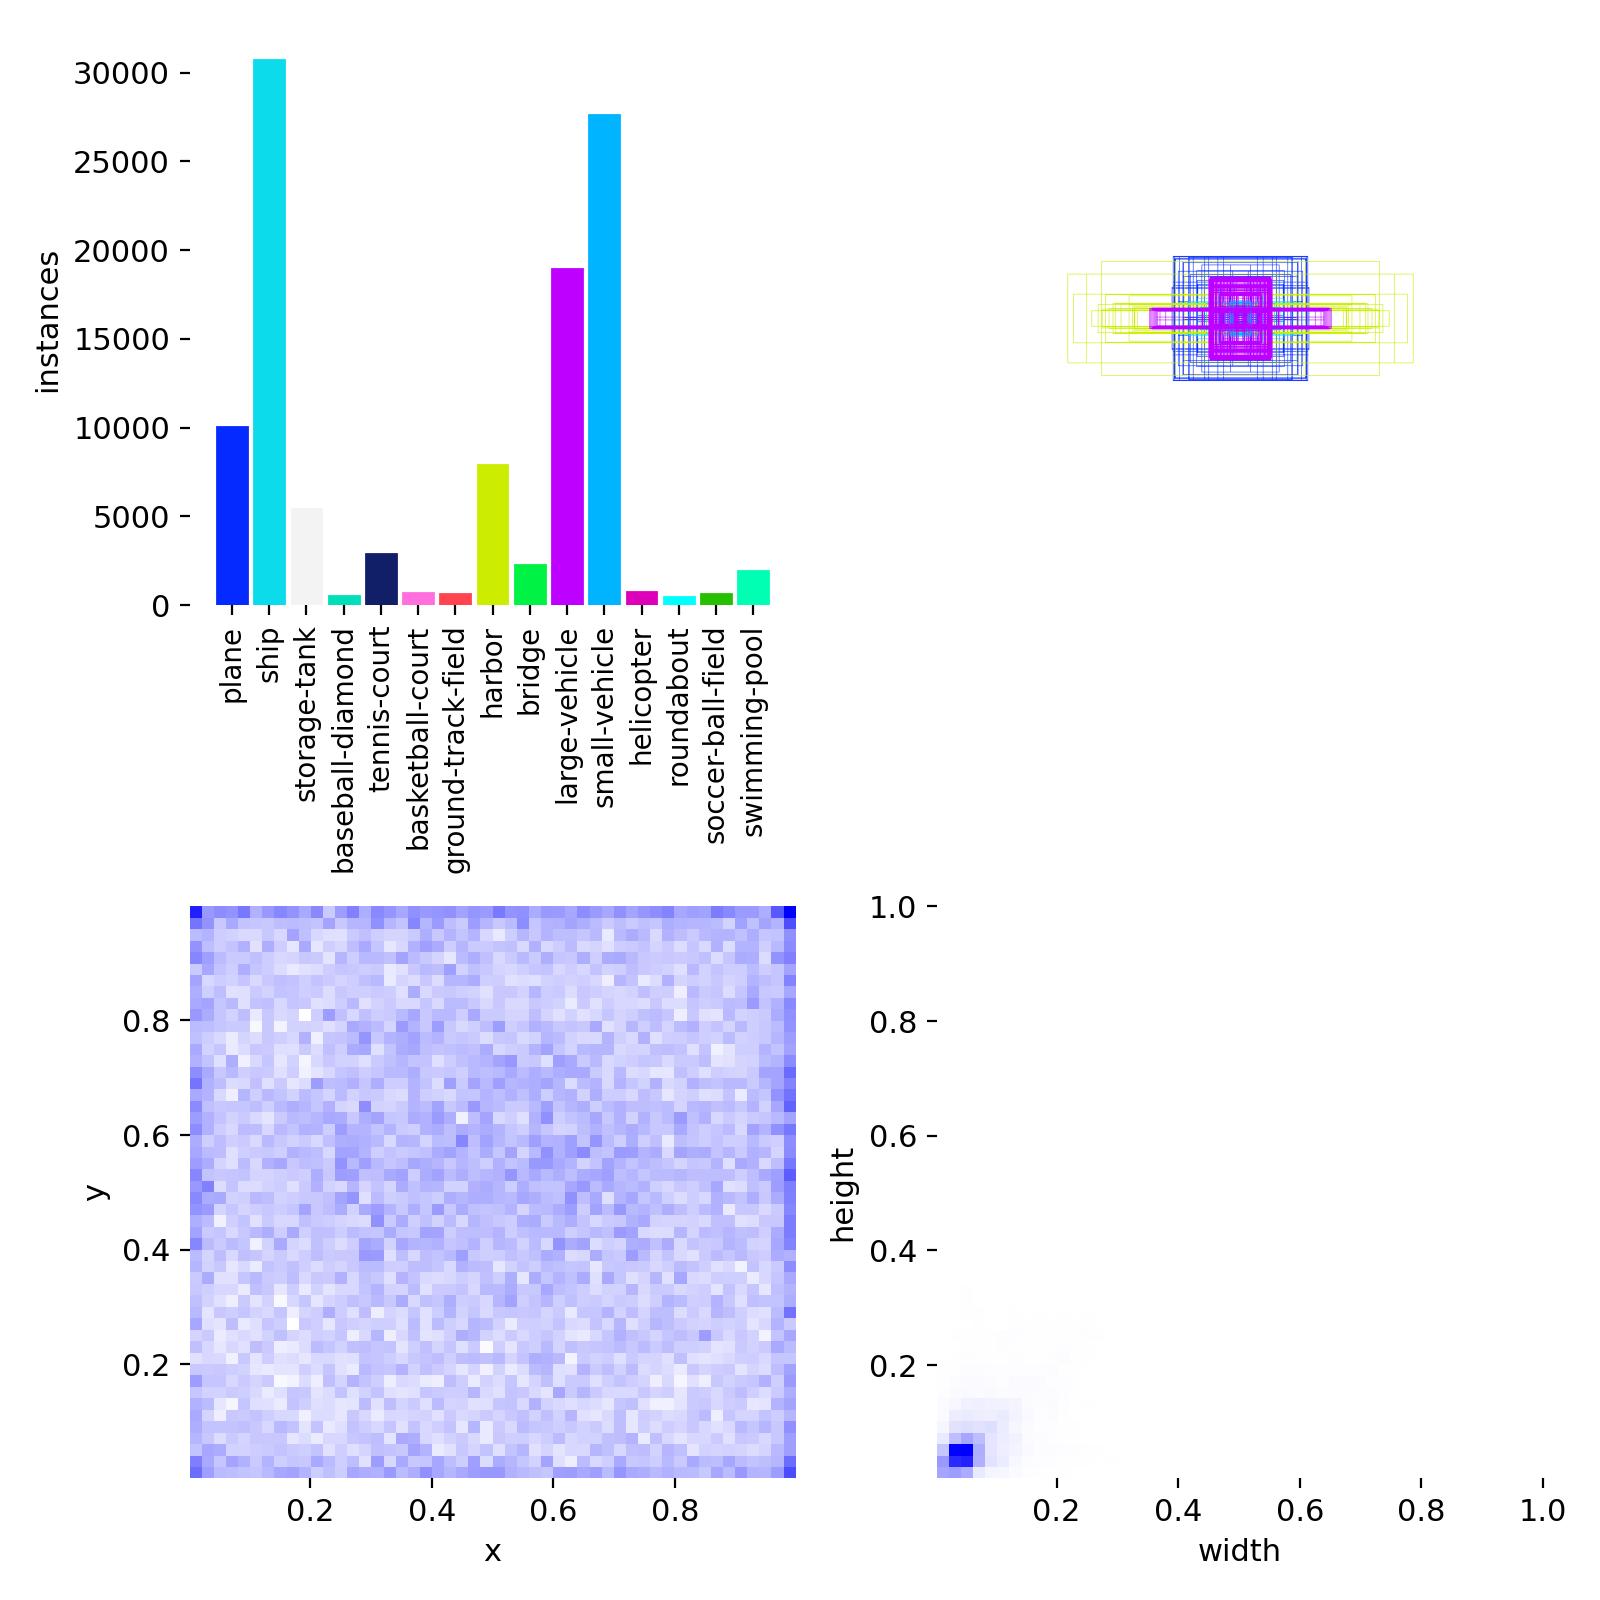 30000
25000
20000
15000
10000
5000
0
instances
plane
ship
storage-tank
baseball-diamond
tennis-court
basketball-court
ground-track-field
harbor
bridge
large-vehicle
small-vehicle
helicopter
roundabout
soccer-ball-field
swimming-pool
0.8
0.6
0.4
0.2
y
0.2 0.4 0.6 0.8
x
1.0
0.8
0.6
0.4
0.2
height
0.2 0.4 0.6 0.8 1.0
width